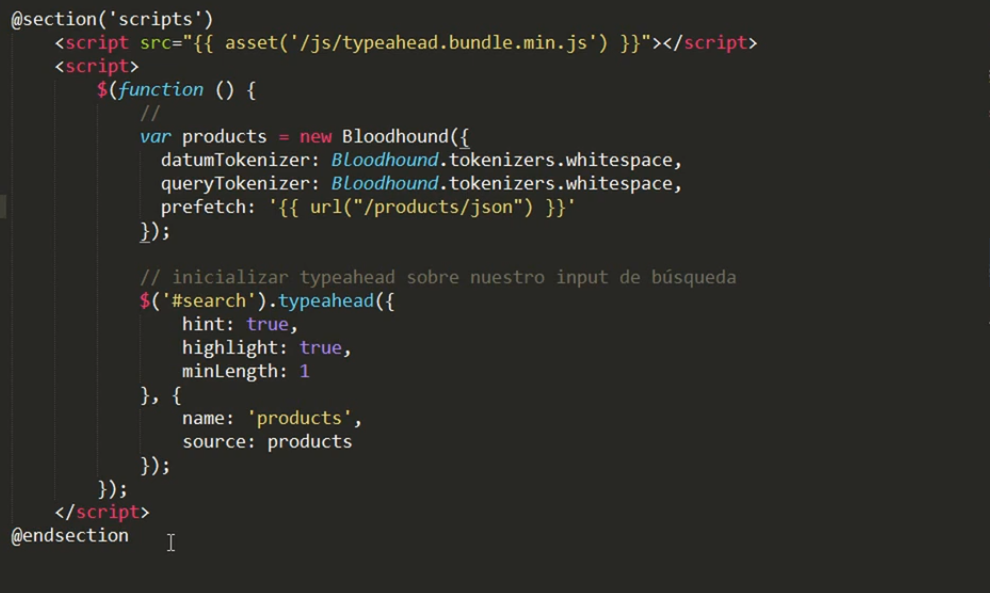 @section('scripts')
    <script src="{{ asset('/js/typeahead.bundle.min.js') }}"></script>
    <script>
        $(function () {
            //
            var products = new Bloodhound({
              datumTokenizer: Bloodhound.tokenizers.whitespace,
              queryTokenizer: Bloodhound.tokenizers.whitespace,
              prefetch: '{{ url("/products/json") }}'
            });

            // inicializar typeahead sobre nuestro input de búsqueda
            $('#search').typeahead({
                hint: true,
                highlight: true,
                minLength: 1
            }, {
                name: 'products',
                source: products
            });
        });
    </script>
@endsection